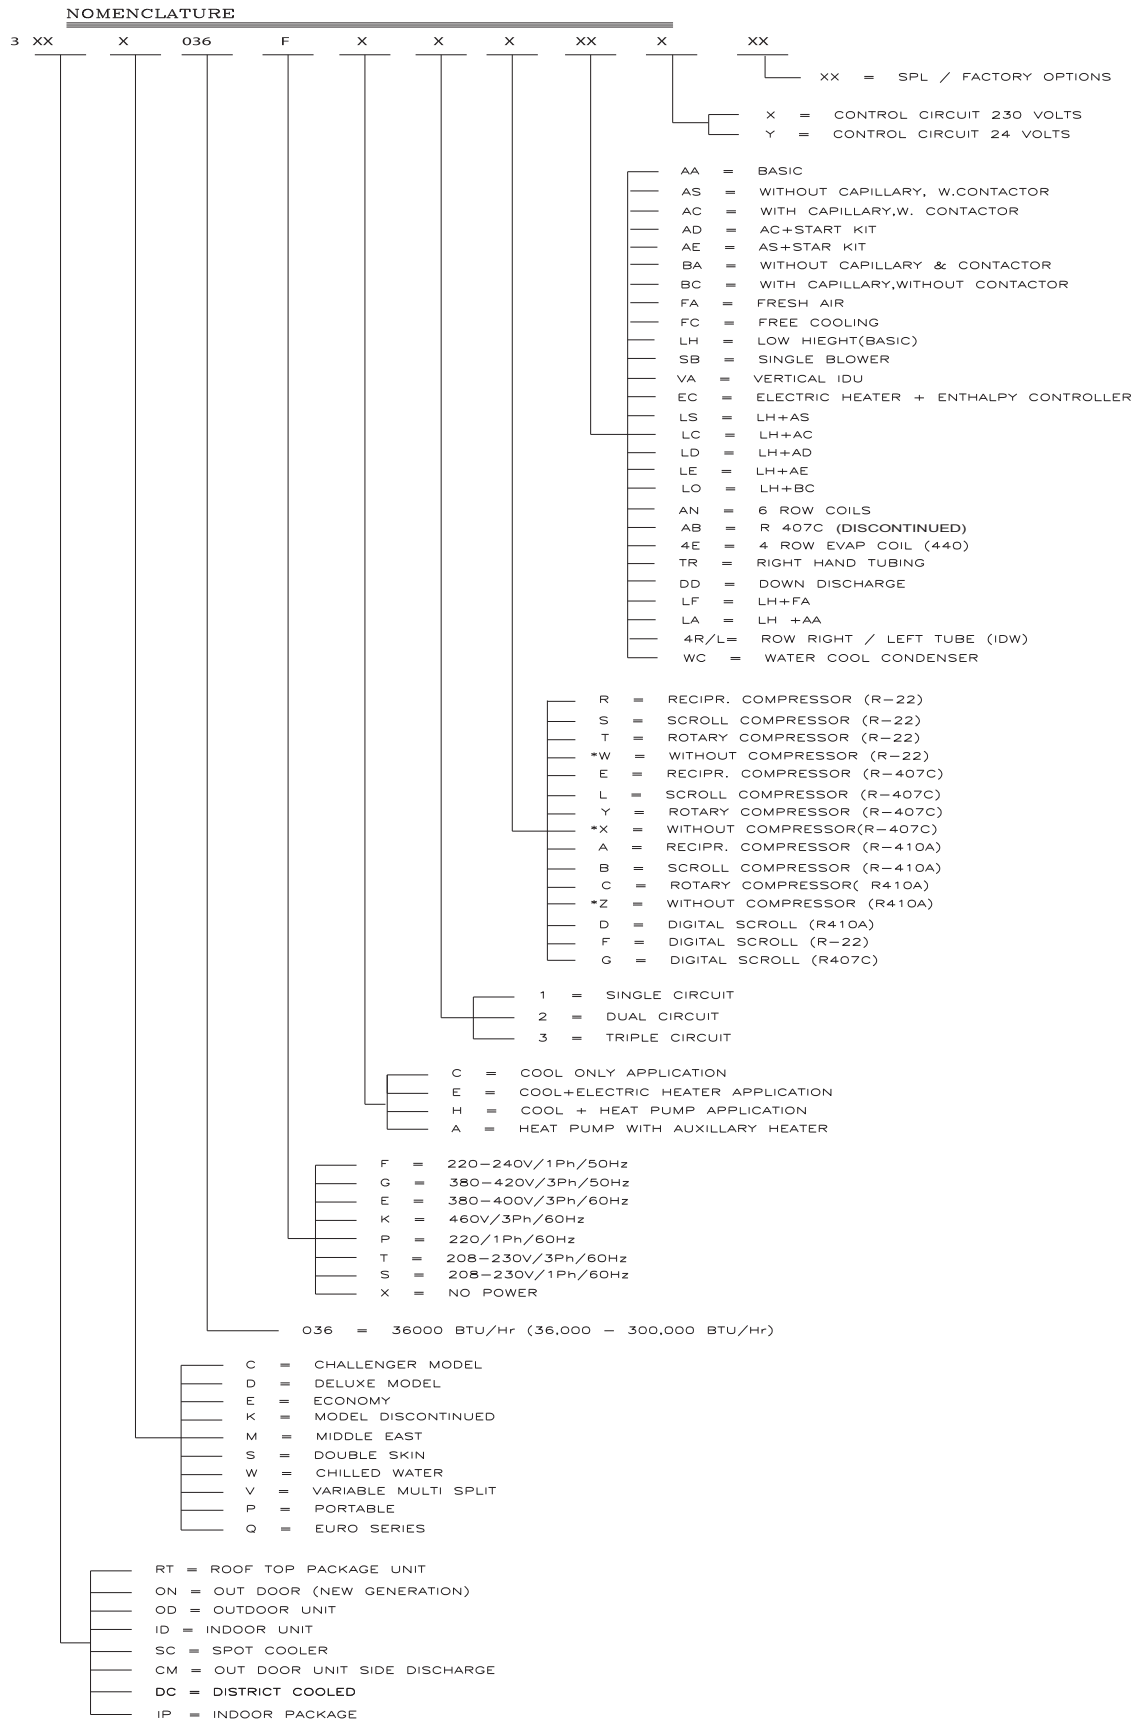 NOMENCLATURE
3 XX X 036 F X X X XX X XX
XX = SPL / FACTORY OPTIONS
X = CONTROL CIRCUIT 230 VOLTS
Y = CONTROL CIRCUIT 24 VOLTS
AA = BASIC
AS = WITHOUT CAPILLARY, W.CONTACTOR
AC = WITH CAPILLARY,W. CONTACTOR
AD = AC+START KIT
AE = AS+STAR KIT
BA = WITHOUT CAPILLARY & CONTACTOR
BC = WITH CAPILLARY,WITHOUT CONTACTOR
FA = FRESH AIR
FC = FREE COOLING
LH = LOW HIEGHT(BASIC)
SB = SINGLE BLOWER
VA = VERTICAL IDU
EC = ELECTRIC HEATER + ENTHALPY CONTROLLER
LS = LH+AS
LC = LH+AC
LD = LH+AD
LE = LH+AE
LO = LH+BC
AN = 6 ROW COILS
AB = R 407C (DISCONTINUED)
4E = 4 ROW EVAP COIL (440)
TR = RIGHT HAND TUBING
DD = DOWN DISCHARGE
LF = LH+FA
LA = LH +AA
4R/L= ROW RIGHT / LEFT TUBE (IDW)
WC = WATER COOL CONDENSER
R = RECIPR. COMPRESSOR (R-22)
S = SCROLL COMPRESSOR (R-22)
T = ROTARY COMPRESSOR (R-22)
*W = WITHOUT COMPRESSOR (R-22)
E = RECIPR. COMPRESSOR (R-407C)
L = SCROLL COMPRESSOR (R-407C)
Y = ROTARY COMPRESSOR (R-407C)
*X = WITHOUT COMPRESSOR(R-407C)
A = RECIPR. COMPRESSOR (R-410A)
B = SCROLL COMPRESSOR (R-410A)
C = ROTARY COMPRESSOR( R410A)
*Z = WITHOUT COMPRESSOR (R410A)
D = DIGITAL SCROLL (R410A)
F = DIGITAL SCROLL (R-22)
G = DIGITAL SCROLL (R407C)
1 = SINGLE CIRCUIT
2 = DUAL CIRCUIT
3 = TRIPLE CIRCUIT
C = COOL ONLY APPLICATION
E = COOL+ELECTRIC HEATER APPLICATION
H = COOL + HEAT PUMP APPLICATION
A = HEAT PUMP WITH AUXILLARY HEATER
F = 220-240V/1Ph/50Hz
G = 380-420V/3Ph/50Hz
E = 380-400V/3Ph/60Hz
K = 460V/3Ph/60Hz
P = 220/1Ph/60Hz
T = 208-230V/3Ph/60Hz
S = 208-230V/1Ph/60Hz
X = NO POWER
036 = 36000 BTU/Hr (36,000 - 300,000 BTU/Hr)
C = CHALLENGER MODEL
D = DELUXE MODEL
E = ECONOMY
K = MODEL DISCONTINUED
M = MIDDLE EAST
S = DOUBLE SKIN
W = CHILLED WATER
V = VARIABLE MULTI SPLIT
P = PORTABLE
Q = EURO SERIES
RT = ROOF TOP PACKAGE UNIT
ON = OUT DOOR (NEW GENERATION)
OD = OUTDOOR UNIT
ID = INDOOR UNIT
SC = SPOT COOLER
CM = OUT DOOR UNIT SIDE DISCHARGE
DC = DISTRICT COOLED
IP = INDOOR PACKAGE